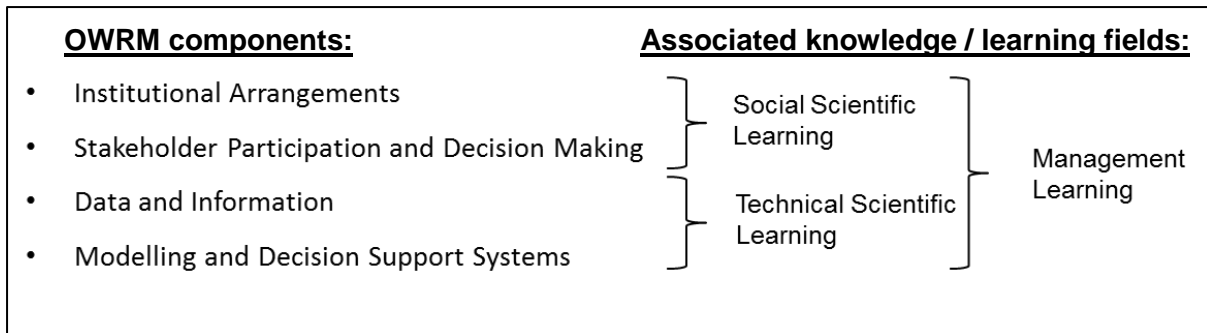 OWRM components:
Associated knowledge / learning fields:
• Institutional Arrangements
• Stakeholder Participation and Decision Making
• Data and Information
• Modelling and Decision Support Systems
Social Scientific
Learning
Technical Scientific
Learning
Management
Learning